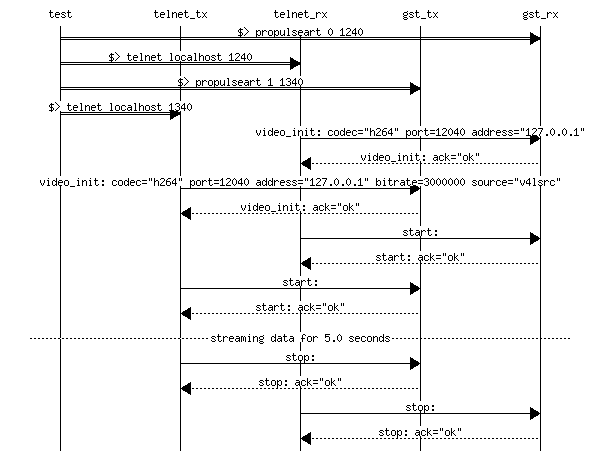 test telnet_tx telnet_rx gst_tx gst_rx
$> propulseart 0 1240
$> telnet localhost 1240
$> propulseart 1 1340
$> telnet localhost 1340
video_init: codec="h264" port=12040 address="127.0.0.1"
video_init: ack="ok"
video_init: codec="h264" port=12040 address="127.0.0.1" bitrate=3000000 source="v4lsrc"
video_init: ack="ok"
start:
start: ack="ok"
start:
start: ack="ok"
streaming data for 5.0 seconds
stop:
stop: ack="ok"
stop:
stop: ack="ok"